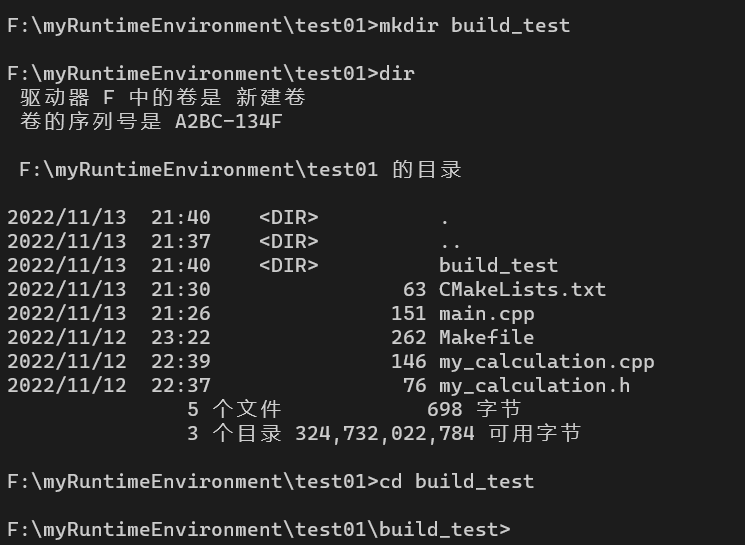 F:\myRuntimeEnvironment\test01>mkdir build_test
F:\myRuntimeEnvironment\test01>dir
驱动器 F 中的卷是 新建卷
卷的序列号是 A2BC-134F
F:\myRuntimeEnvironment\test01 的目录
2022/11/13  21:40    <DIR>          .
2022/11/13  21:37    <DIR>          ..
2022/11/13  21:40    <DIR>          build_test
2022/11/13  21:30                63 CMakeLists.txt
2022/11/13  21:26               151 main.cpp
2022/11/12  23:22               262 Makefile
2022/11/12  22:39               146 my_calculation.cpp
2022/11/12  22:37                76 my_calculation.h
5 个文件            698 字节
3 个目录 324,732,022,784 可用字节
F:\myRuntimeEnvironment\test01>cd build_test
F:\myRuntimeEnvironment\test01\build_test>